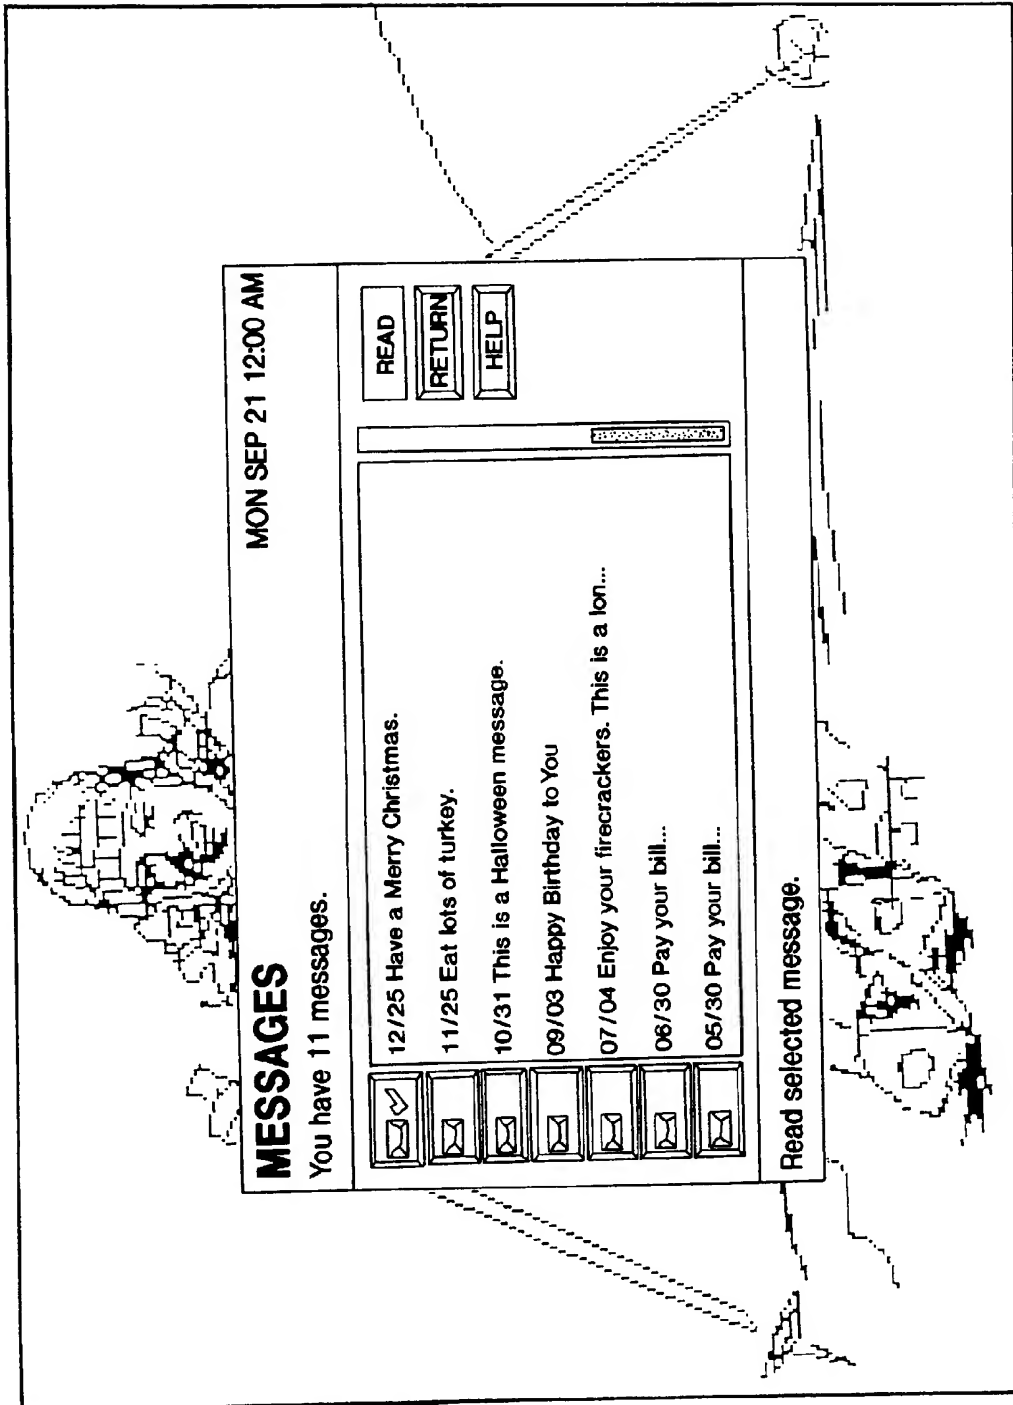 MESSAGES MON SEP 21 12:00 AM
You have 11 messages.
12/25 Have a Merry Christmas.
11/25 Eat lots of turkey.
10/31 This is a Halloween message.
09/03 Happy Birthday to You
07/04 Enjoy your firecrackers. This is a lon...
06/30 Pay your bill...
05/30 Pay your bill...
READ
RETURN
HELP
Read selected message.